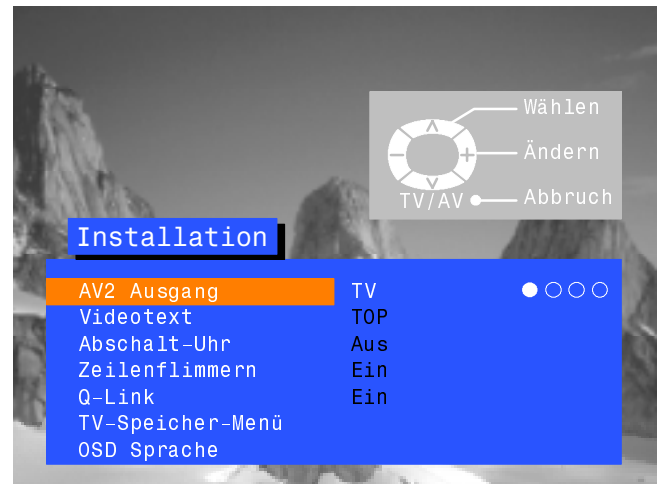 Wählen
Ändern
TV/AV Abbruch
Installation
AV2 Ausgang TV
Videotext TOP
Abschalt-Uhr Aus
Zeilenflimmern Ein
Q-Link Ein
TV-Speicher-Menü
OSD Sprache